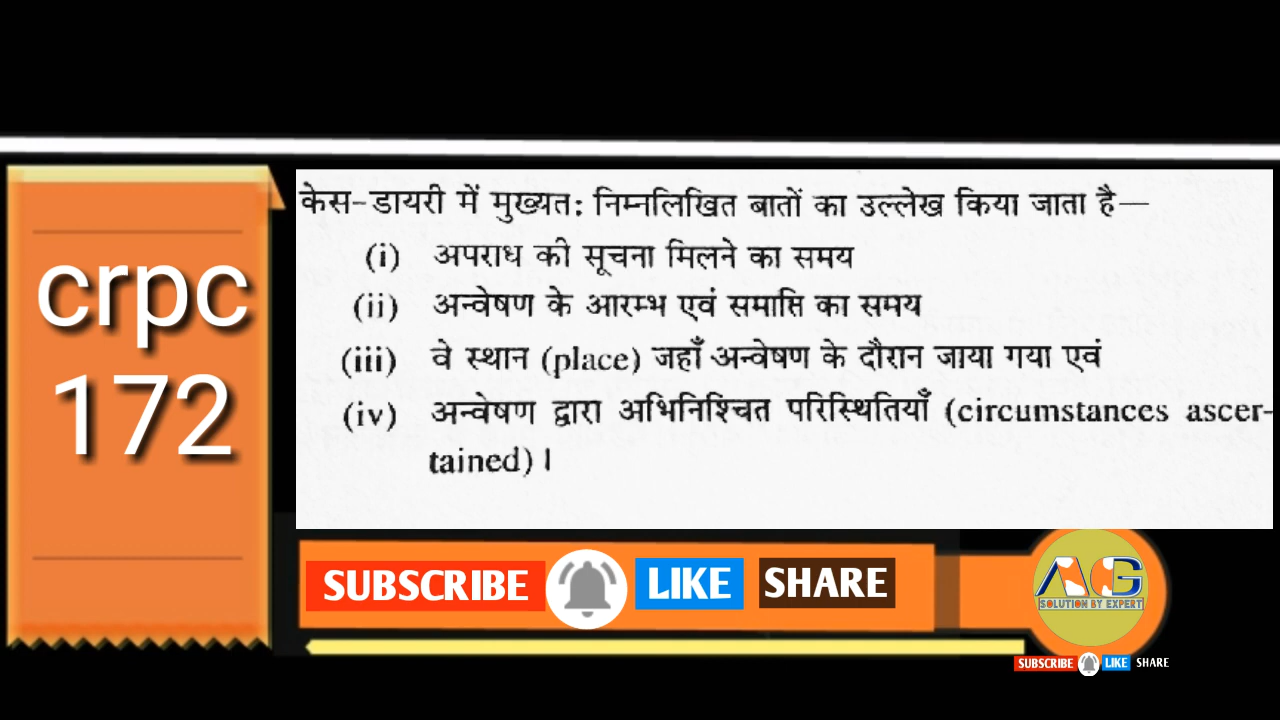 crpc
172
केस-डायरी में मुख्यत: निम्नलिखित बातों का उल्लेख किया जाता है—
(i) अपराध की सूचना मिलने का समय
(ii) अन्वेषण के आरम्भ एवं समाप्ति का समय
(iii) वे स्थान (place) जहाँ अन्वेषण के दौरान जाया गया एवं
(iv) अन्वेषण द्वारा अभिनिश्चित परिस्थितियाँ (circumstances ascer-
tained)।
SUBSCRIBE LIKE SHARE
AG
SOLUTION BY EXPERT
SUBSCRIBE LIKE SHARE